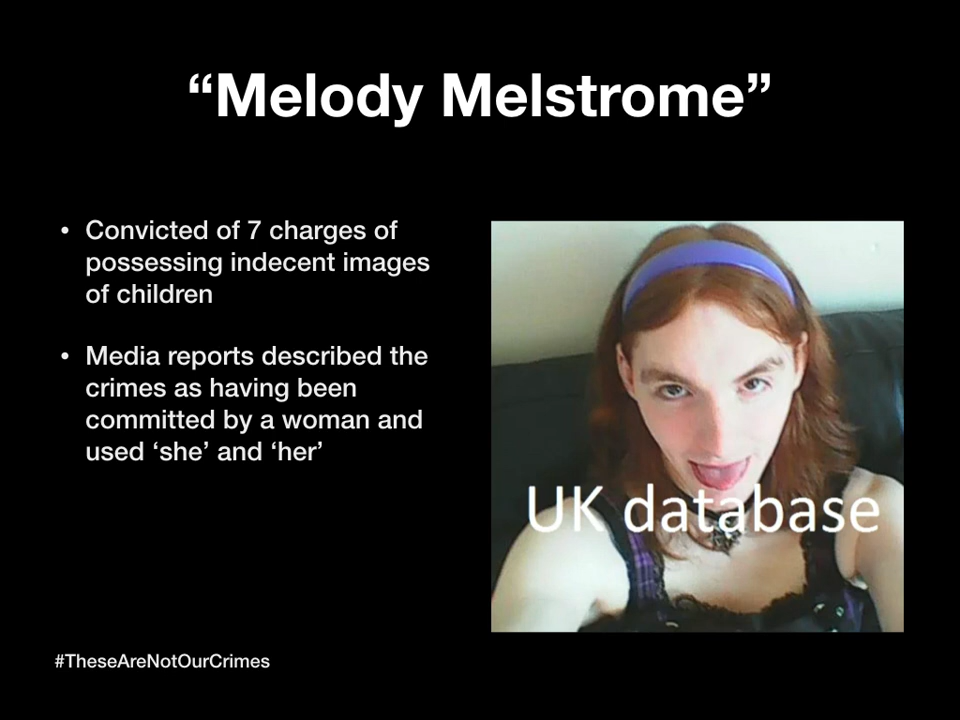 “Melody Melstrome”
• Convicted of 7 charges of
possessing indecent images
of children
• Media reports described the
crimes as having been
committed by a woman and
used ‘she’ and ‘her’
UK database
#TheseAreNotOurCrimes